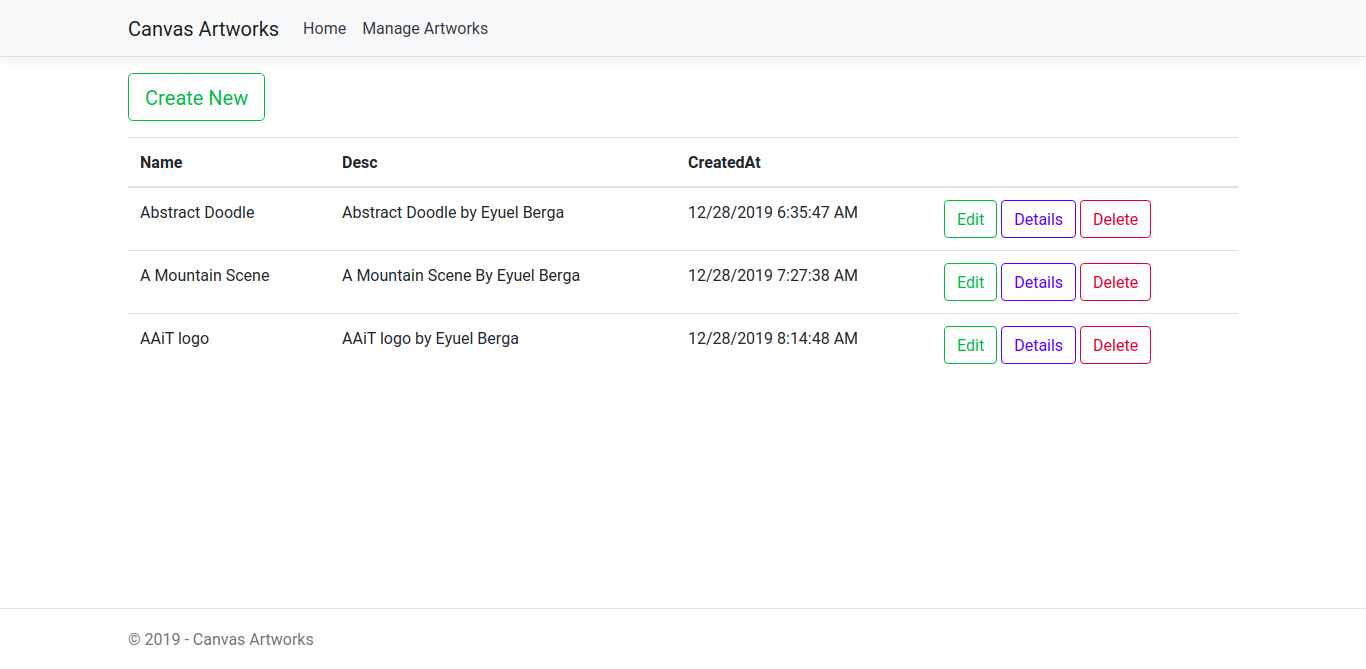 Canvas Artworks Home Manage Artworks
Create New
Name Desc CreatedAt
Abstract Doodle Abstract Doodle by Eyuel Berga 12/28/2019 6:35:47 AM Edit Details Delete
A Mountain Scene A Mountain Scene By Eyuel Berga 12/28/2019 7:27:38 AM Edit Details Delete
AAiT logo AAiT logo by Eyuel Berga 12/28/2019 8:14:48 AM Edit Details Delete
© 2019 - Canvas Artworks